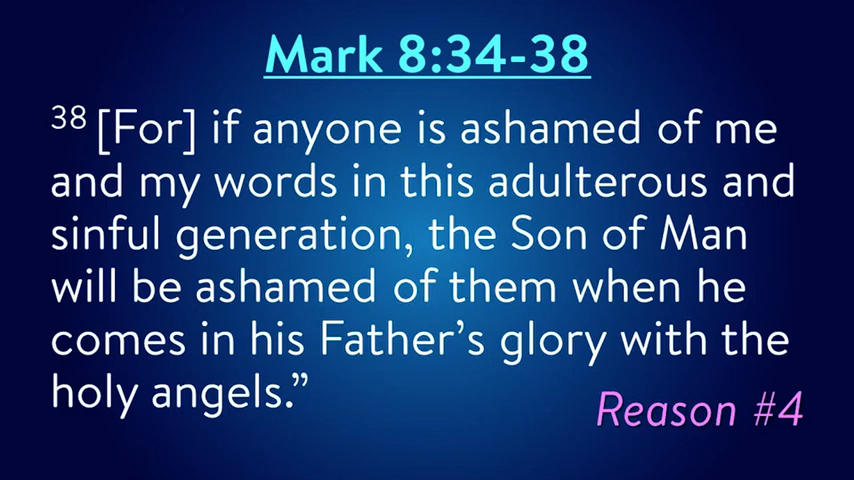 Mark 8:34-38
38 [For] if anyone is ashamed of me
and my words in this adulterous and
sinful generation, the Son of Man
will be ashamed of them when he
comes in his Father’s glory with the
holy angels.”
Reason #4